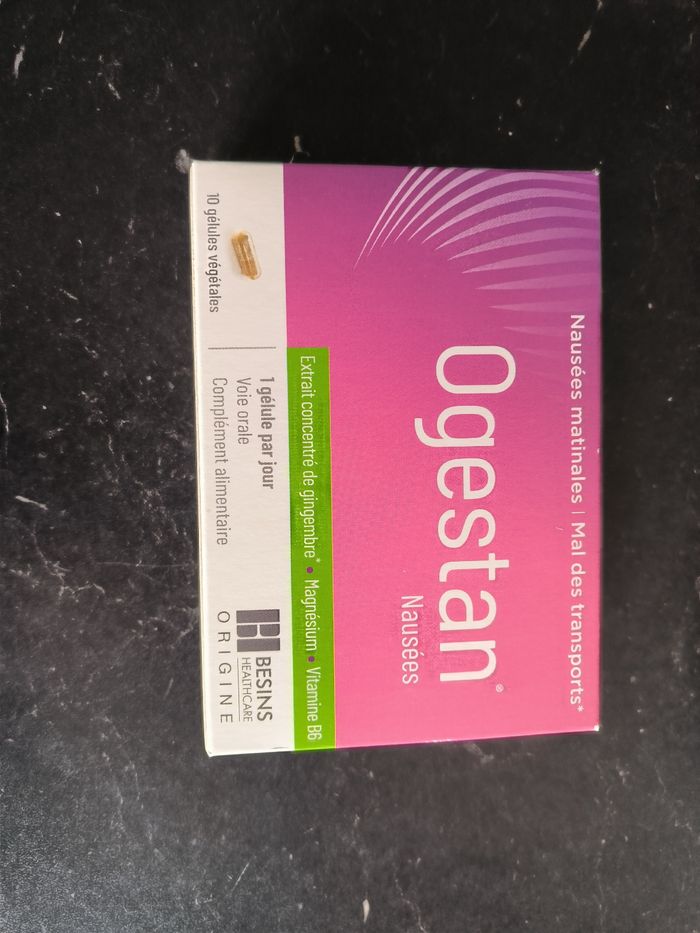 Nausées matinales | Mal des transports*
Ogestan®
Nausées
Extrait concentré de gingembre* • Magnésium • Vitamine B6
10 gélules végétales
1 gélule par jour
Voie orale
Complément alimentaire
BESINS
HEALTHCARE
ORIGINE